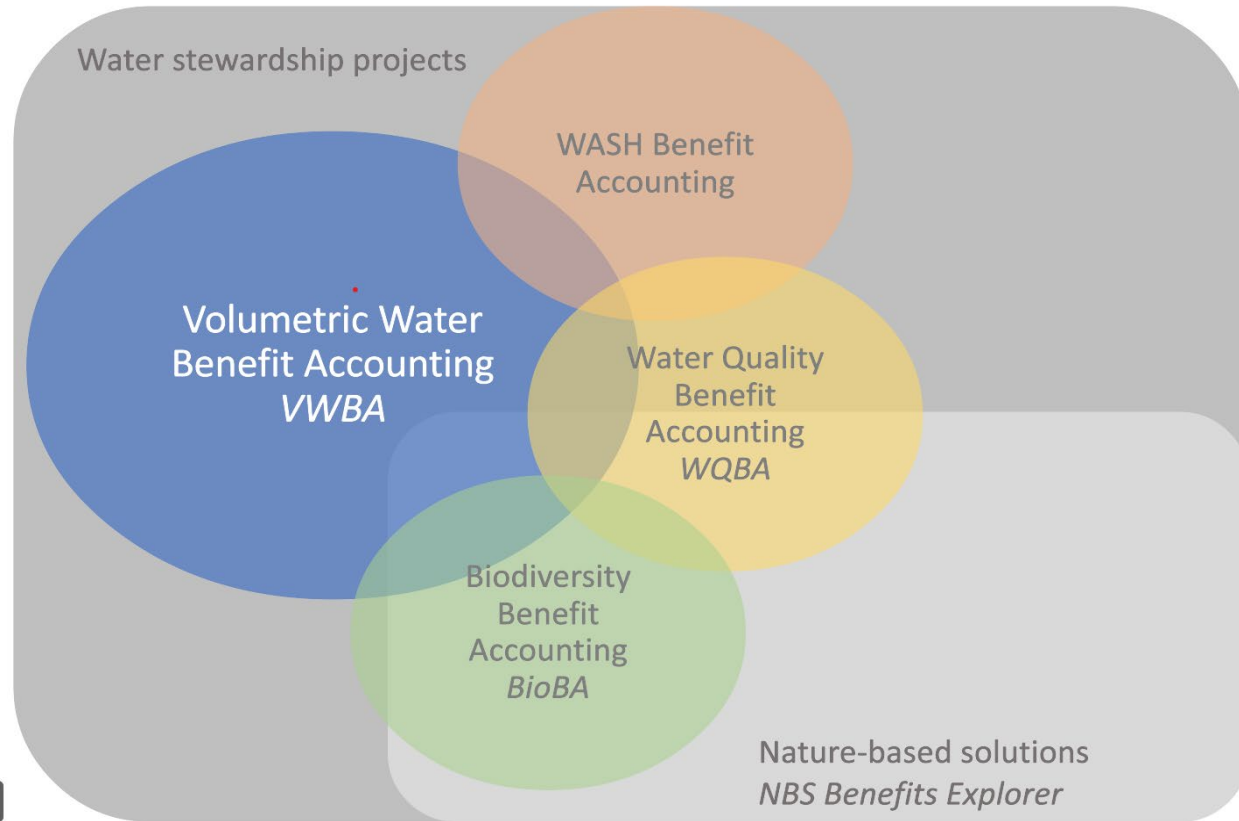 Water stewardship projects
WASH Benefit
Accounting
Volumetric Water
Benefit Accounting
VWBA
Water Quality
Benefit
Accounting
WQBA
Biodiversity
Benefit
Accounting
BioBA
Nature-based solutions
NBS Benefits Explorer